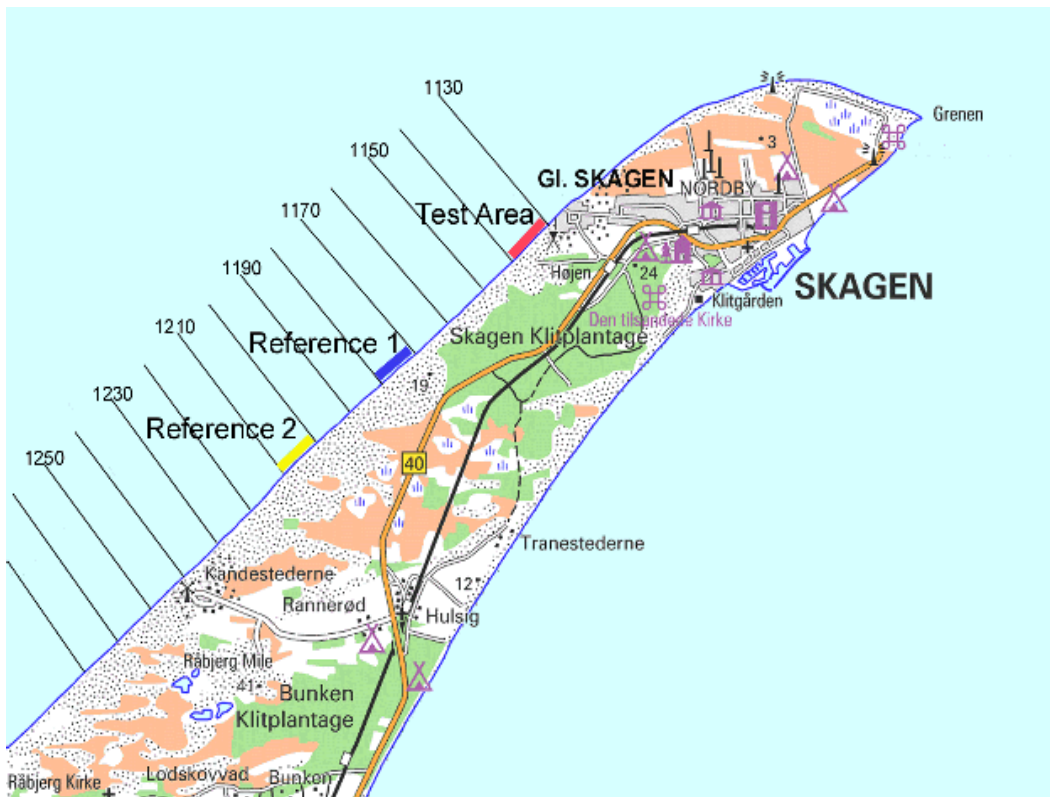 1130
Grenen
1150
3
Gl. SKAGEN
NORDBY
1170
Test Area
Højen
24
1190
SKAGEN
Klitgården
Den tilsandede Kirke
1210
Reference 1
Skagen Klitplantage
19
1230
Reference 2
1250
40
Tranestederne
Kandestederne
12
Rannerød
Hulsig
Råbjerg Mile
41
Bunken
Klitplantage
Råbjerg Kirke
Lodskovvad
Bunken